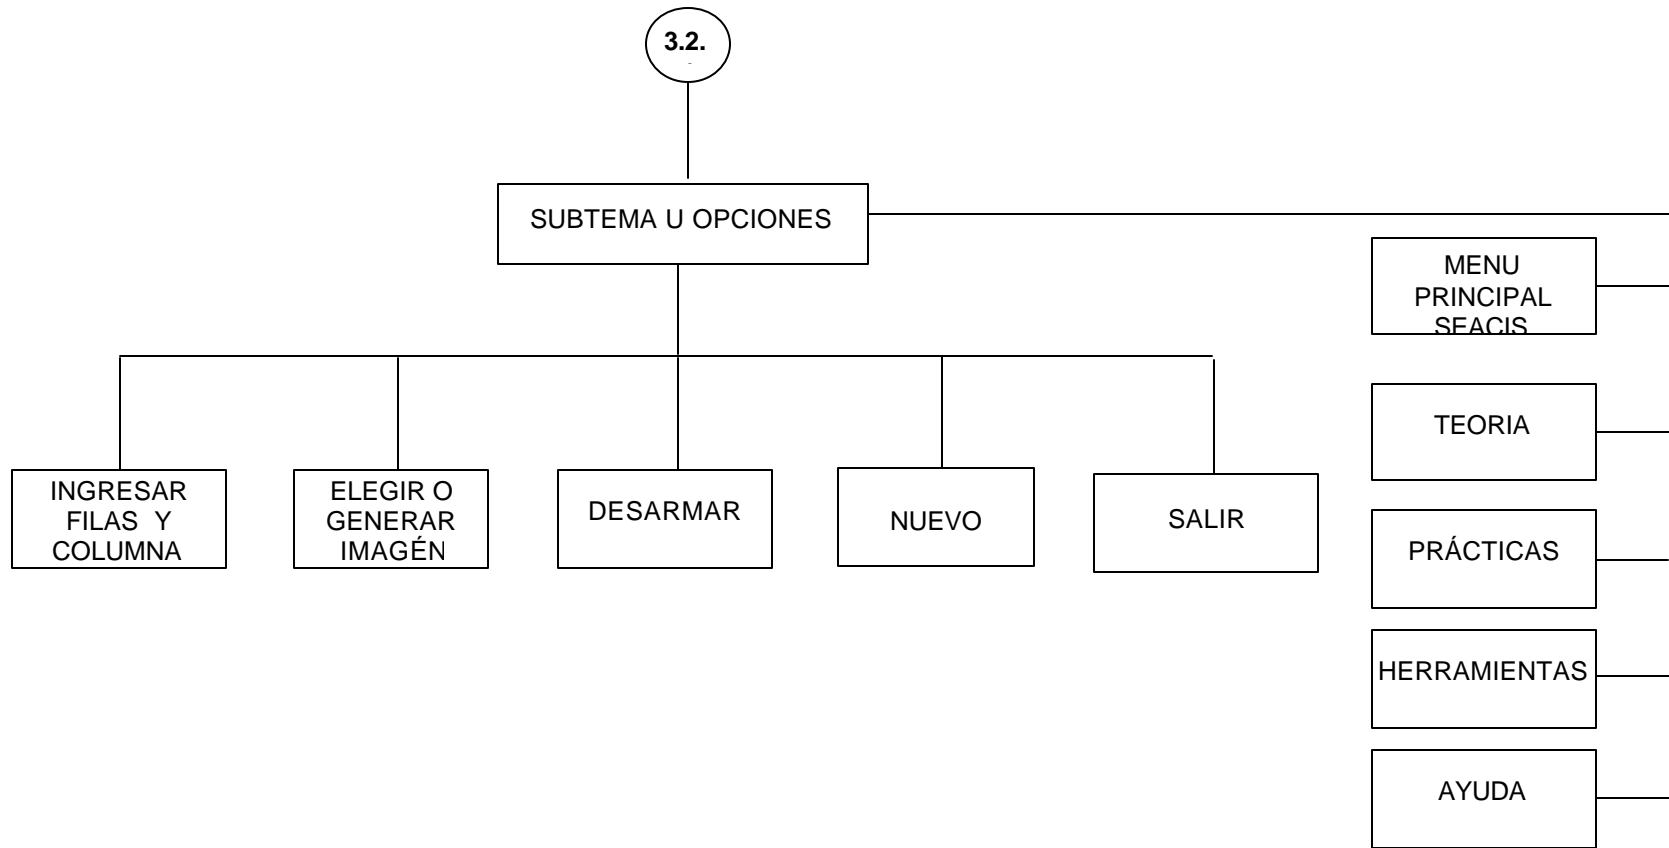 3.2.
SUBTEMA U OPCIONES
MENU
PRINCIPAL
SEACIS
TEORIA
INGRESAR
FILAS Y
COLUMNA
ELEGIR O
GENERAR
IMAGÉN
DESARMAR
NUEVO
SALIR
PRÁCTICAS
HERRAMIENTAS
AYUDA